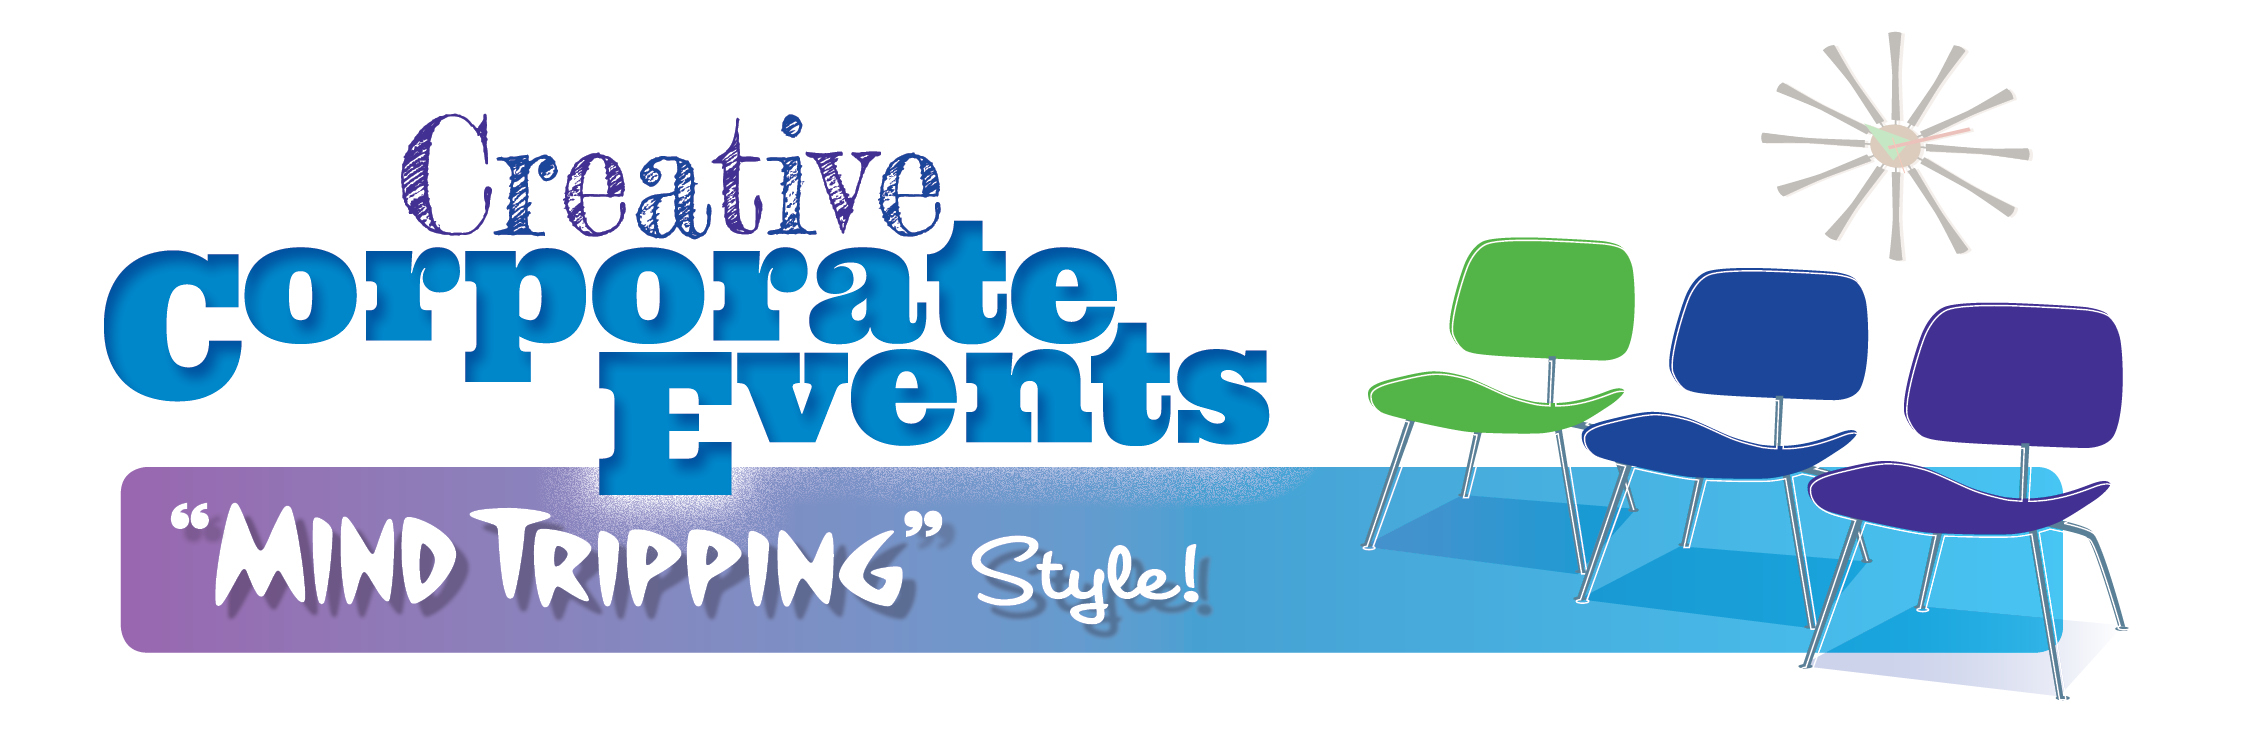 Creative
Corporate
Events
“MIND TRIPPING” Style!